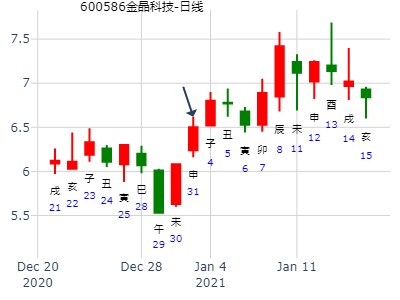 600586金晶科技-日线
7.5
7
6.5
6
5.5
戌 21
亥 22
子 23
丑 24
寅 25
巳 28
午 29
未 30
申 31
子 4
丑 5
寅 6
卯 7
辰 8
未 11
申 12
酉 13
戌 14
亥 15
Dec 20 Dec 28 Jan 4 Jan 11
2020 2021